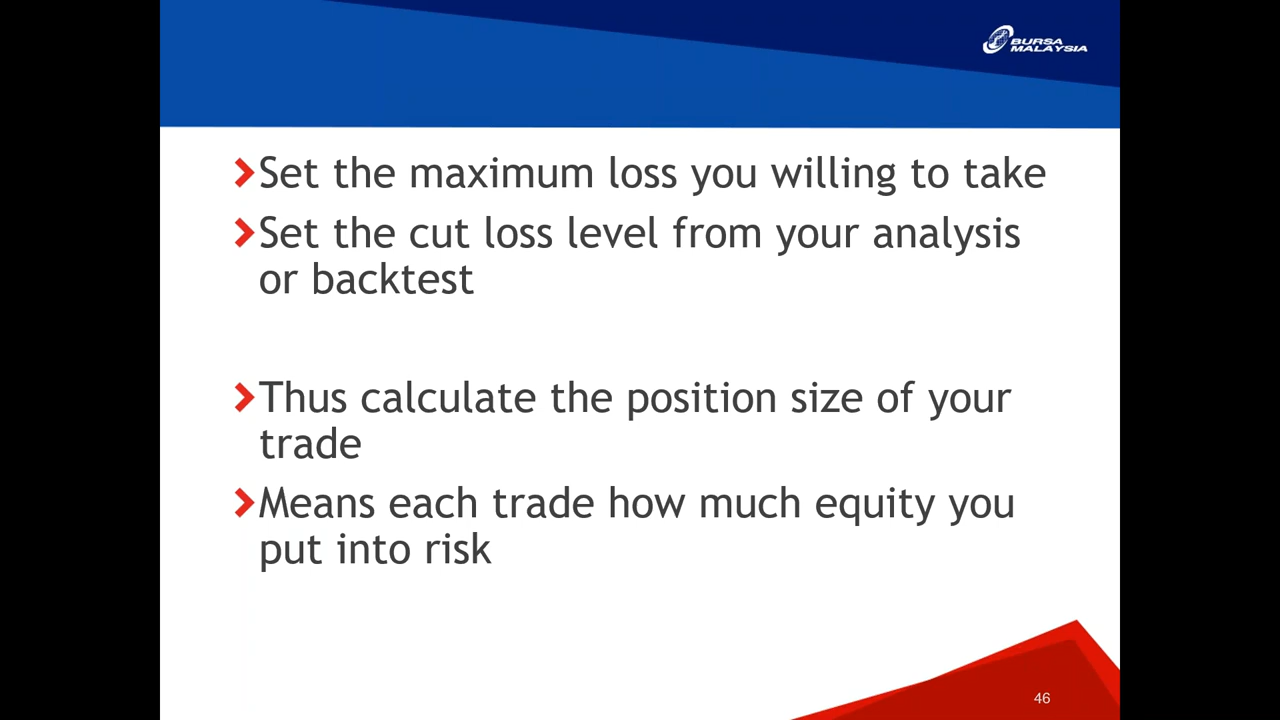 BURSA
MALAYSIA
Set the maximum loss you willing to take
Set the cut loss level from your analysis
or backtest
Thus calculate the position size of your
trade
Means each trade how much equity you
put into risk
46